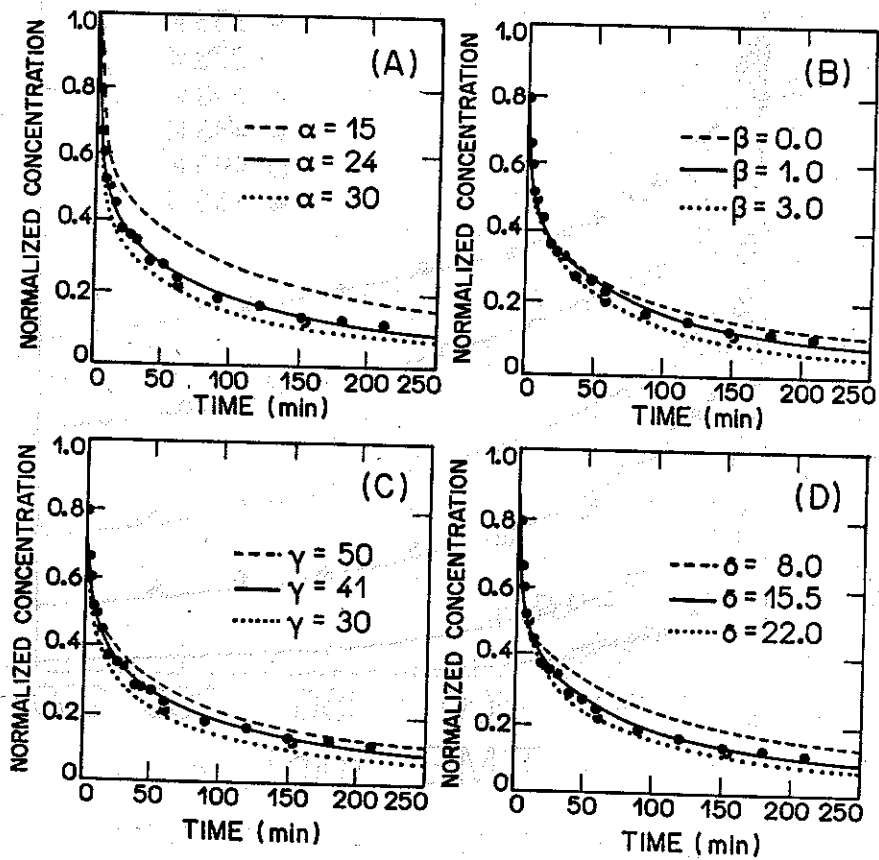 (A)
NORMALIZED CONCENTRATION
1.0
0.8
0.6
0.4
0.2
0
α = 15
α = 24
α = 30
0 50 100 150 200 250
TIME (min)
(B)
NORMALIZED CONCENTRATION
1.0
0.8
0.6
0.4
0.2
0
β = 0.0
β = 1.0
β = 3.0
0 50 100 150 200 250
TIME (min)
(C)
NORMALIZED CONCENTRATION
1.0
0.8
0.6
0.4
0.2
0
γ = 50
γ = 41
γ = 30
0 50 100 150 200 250
TIME (min)
(D)
NORMALIZED CONCENTRATION
1.0
0.8
0.6
0.4
0.2
0
δ = 8.0
δ = 15.5
δ = 22.0
0 50 100 150 200 250
TIME (min)